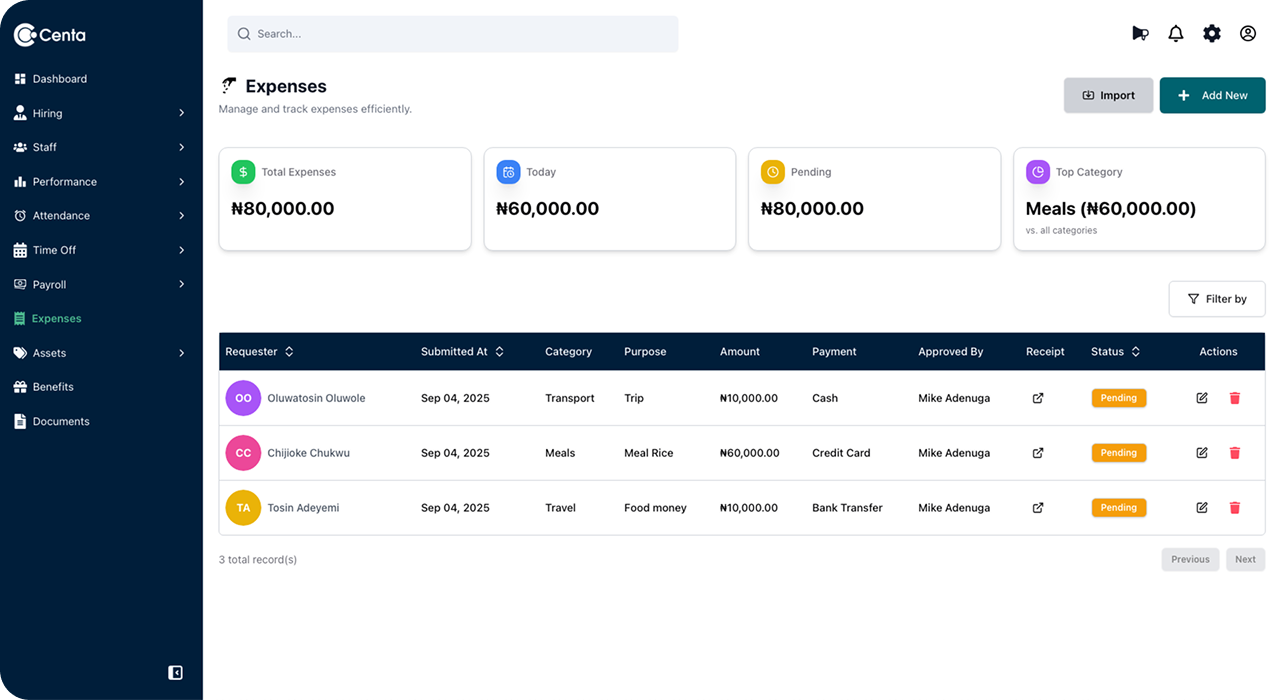 Centa
Search...
Dashboard
Hiring
Staff
Performance
Attendance
Time Off
Payroll
Expenses
Assets
Benefits
Documents
Expenses
Manage and track expenses efficiently.
Import
Add New
Total Expenses
₦80,000.00
Today
₦60,000.00
Pending
₦80,000.00
Top Category
Meals (₦60,000.00)
vs. all categories
Filter by
Requester Submitted At Category Purpose Amount Payment Approved By Receipt Status Actions
OO Oluwatosin Oluwole Sep 04, 2025 Transport Trip ₦10,000.00 Cash Mike Adenuga Pending
CC Chijioke Chukwu Sep 04, 2025 Meals Meal Rice ₦60,000.00 Credit Card Mike Adenuga Pending
TA Tosin Adeyemi Sep 04, 2025 Travel Food money ₦10,000.00 Bank Transfer Mike Adenuga Pending
3 total record(s)
Previous
Next